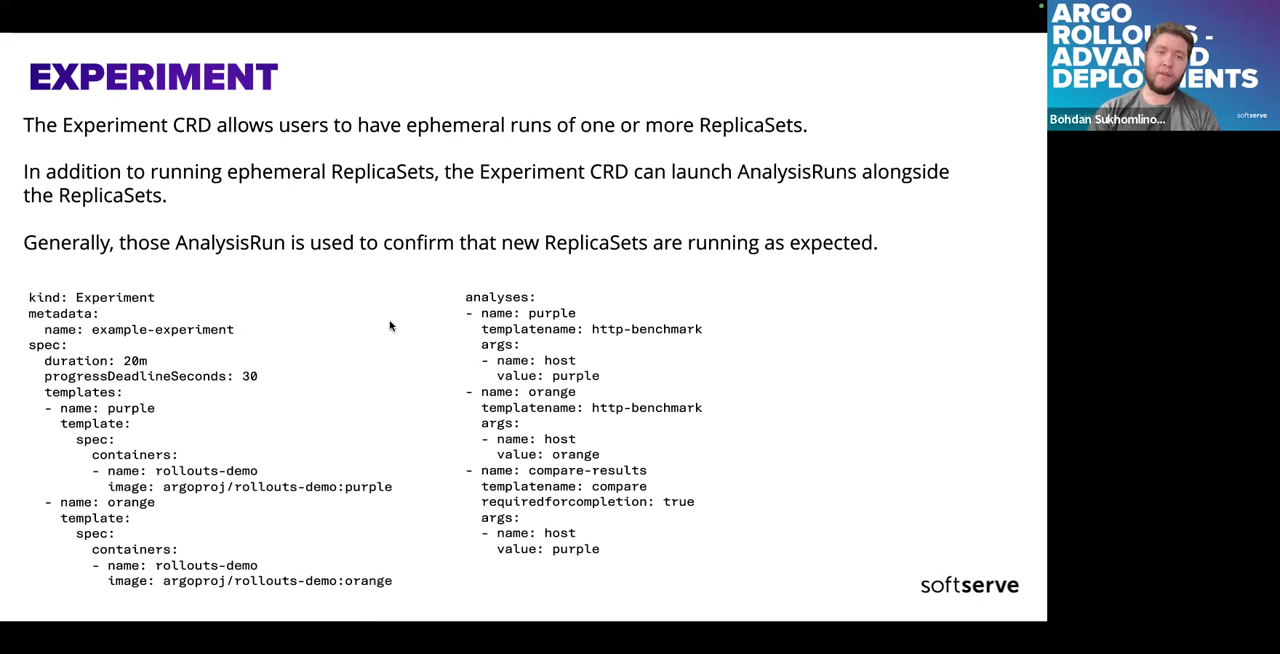 EXPERIMENT
The Experiment CRD allows users to have ephemeral runs of one or more ReplicaSets.
In addition to running ephemeral ReplicaSets, the Experiment CRD can launch AnalysisRuns alongside
the ReplicaSets.
Generally, those AnalysisRun is used to confirm that new ReplicaSets are running as expected.
kind: Experiment
metadata:
  name: example-experiment
spec:
  duration: 20m
  progressDeadlineSeconds: 30
  templates:
  - name: purple
    template:
      spec:
        containers:
        - name: rollouts-demo
          image: argoproj/rollouts-demo:purple
  - name: orange
    template:
      spec:
        containers:
        - name: rollouts-demo
          image: argoproj/rollouts-demo:orange
analyses:
- name: purple
  templatename: http-benchmark
  args:
  - name: host
    value: purple
- name: orange
  templatename: http-benchmark
  args:
  - name: host
    value: orange
- name: compare-results
  templatename: compare
  requiredforcompletion: true
  args:
  - name: host
    value: purple
softserve
ARGO
-
Bohdan Sukhomlino...
softserve